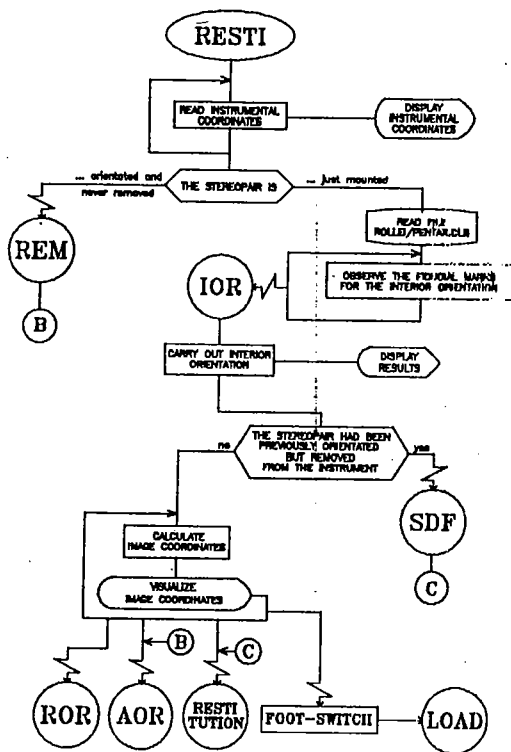 RESTI
READ INSTRUMENTAL
COORDINATES
DISPLAY
INSTRUMENTAL
COORDINATES
... orientated and
never removed
THE STEREOPAIR IS
... just mounted
REM
B
READ
ROLLEI/PENTAX.CLB
OBSERVE THE FIDUCIAL MARKS
FOR THE INTERIOR ORIENTATION
IOR
CARRY OUT INTERIOR
ORIENTATION
DISPLAY
RESULTS
no
THE STEREOPAIR HAD BEEN
PREVIOUSLY ORIENTATED
BUT REMOVED
FROM THE INSTRUMENT
yes
SDF
C
CALCULATE
IMAGE COORDINATES
VISUALIZE
IMAGE COORDINATES
B
C
ROR
AOR
RESTI
TUTION
FOOT-SWITCH
LOAD